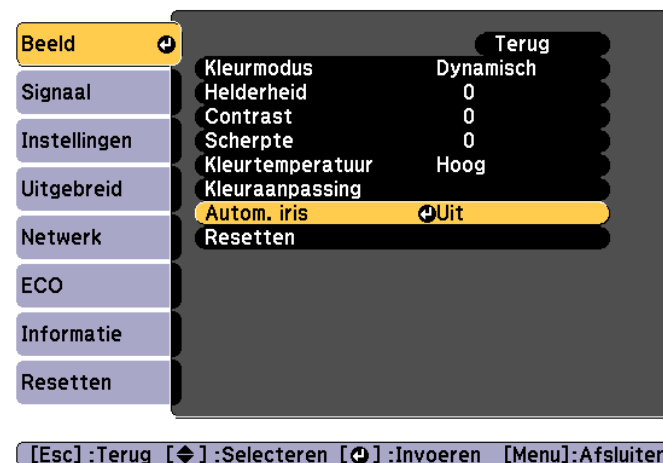 Beeld
Signaal
Instellingen
Uitgebreid
Netwerk
ECO
Informatie
Resetten
Terug
Kleurmodus Dynamisch
Helderheid 0
Contrast 0
Scherpte 0
Kleurtemperatuur Hoog
Kleuraanpassing
Autom. iris Uit
Resetten
[Esc] :Terug [ ] :Selecteren [ ] :Invoeren [Menu]:Afsluiten